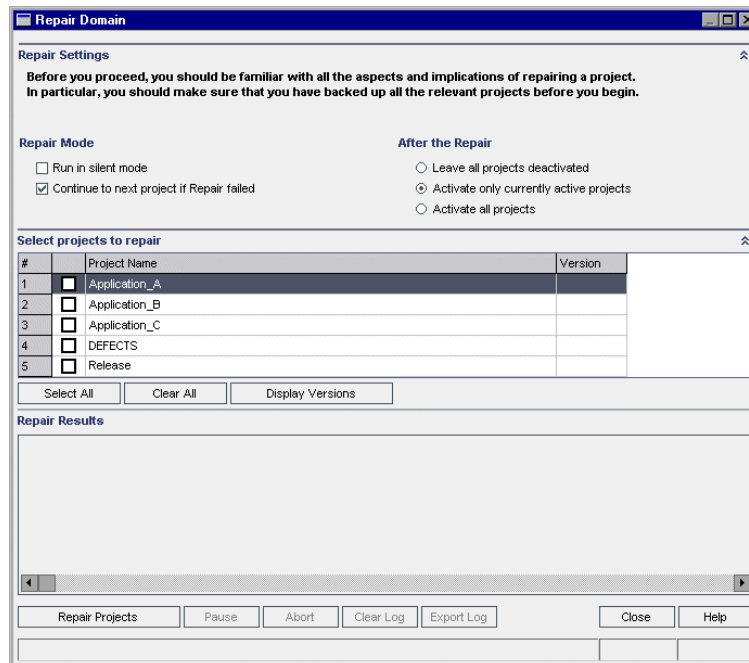 Repair Domain
Repair Settings
Before you proceed, you should be familiar with all the aspects and implications of repairing a project.
In particular, you should make sure that you have backed up all the relevant projects before you begin.
Repair Mode
After the Repair
Run in silent mode
Leave all projects deactivated
Continue to next project if Repair failed
Activate only currently active projects
Activate all projects
Select projects to repair
# Project Name Version
1 Application_A
2 Application_B
3 Application_C
4 DEFECTS
5 Release
Select All Clear All Display Versions
Repair Results
Repair Projects Pause Abort Clear Log Export Log Close Help